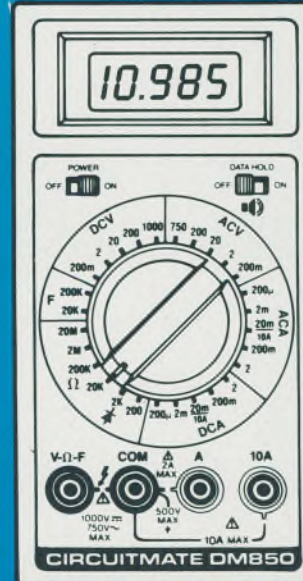 10.985
POWER
OFF ON
DATA HOLD
OFF ON
DCV
ACV
200m 2 20 200 1000
750 200 20 2 200m
F
200K
20K
ACA
200µ
2m
20m
10A
200m
2
20M
2M
200K
Ω 20K
2K 200
DCA
200µ 2m 20m 200m 2
10A
V-Ω-F COM A 10A
2A
MAX
1000V
750V~
MAX
500V
MAX
10A MAX
CIRCUITMATE DM850